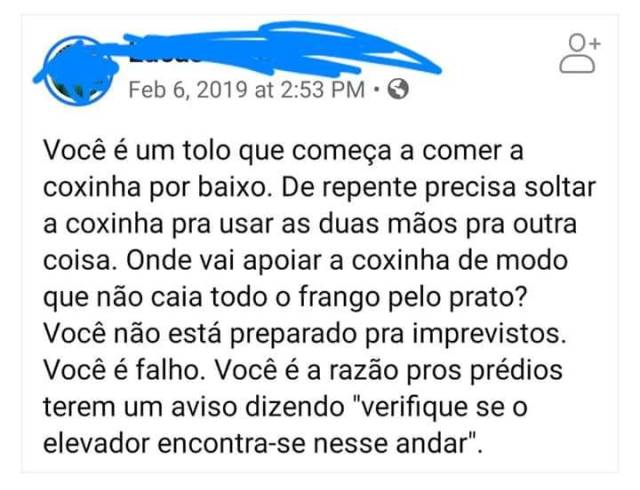 Feb 6, 2019 at 2:53 PM •
Você é um tolo que começa a comer a
coxinha por baixo. De repente precisa soltar
a coxinha pra usar as duas mãos pra outra
coisa. Onde vai apoiar a coxinha de modo
que não caia todo o frango pelo prato?
Você não está preparado pra imprevistos.
Você é falho. Você é a razão pros prédios
terem um aviso dizendo "verifique se o
elevador encontra-se nesse andar".